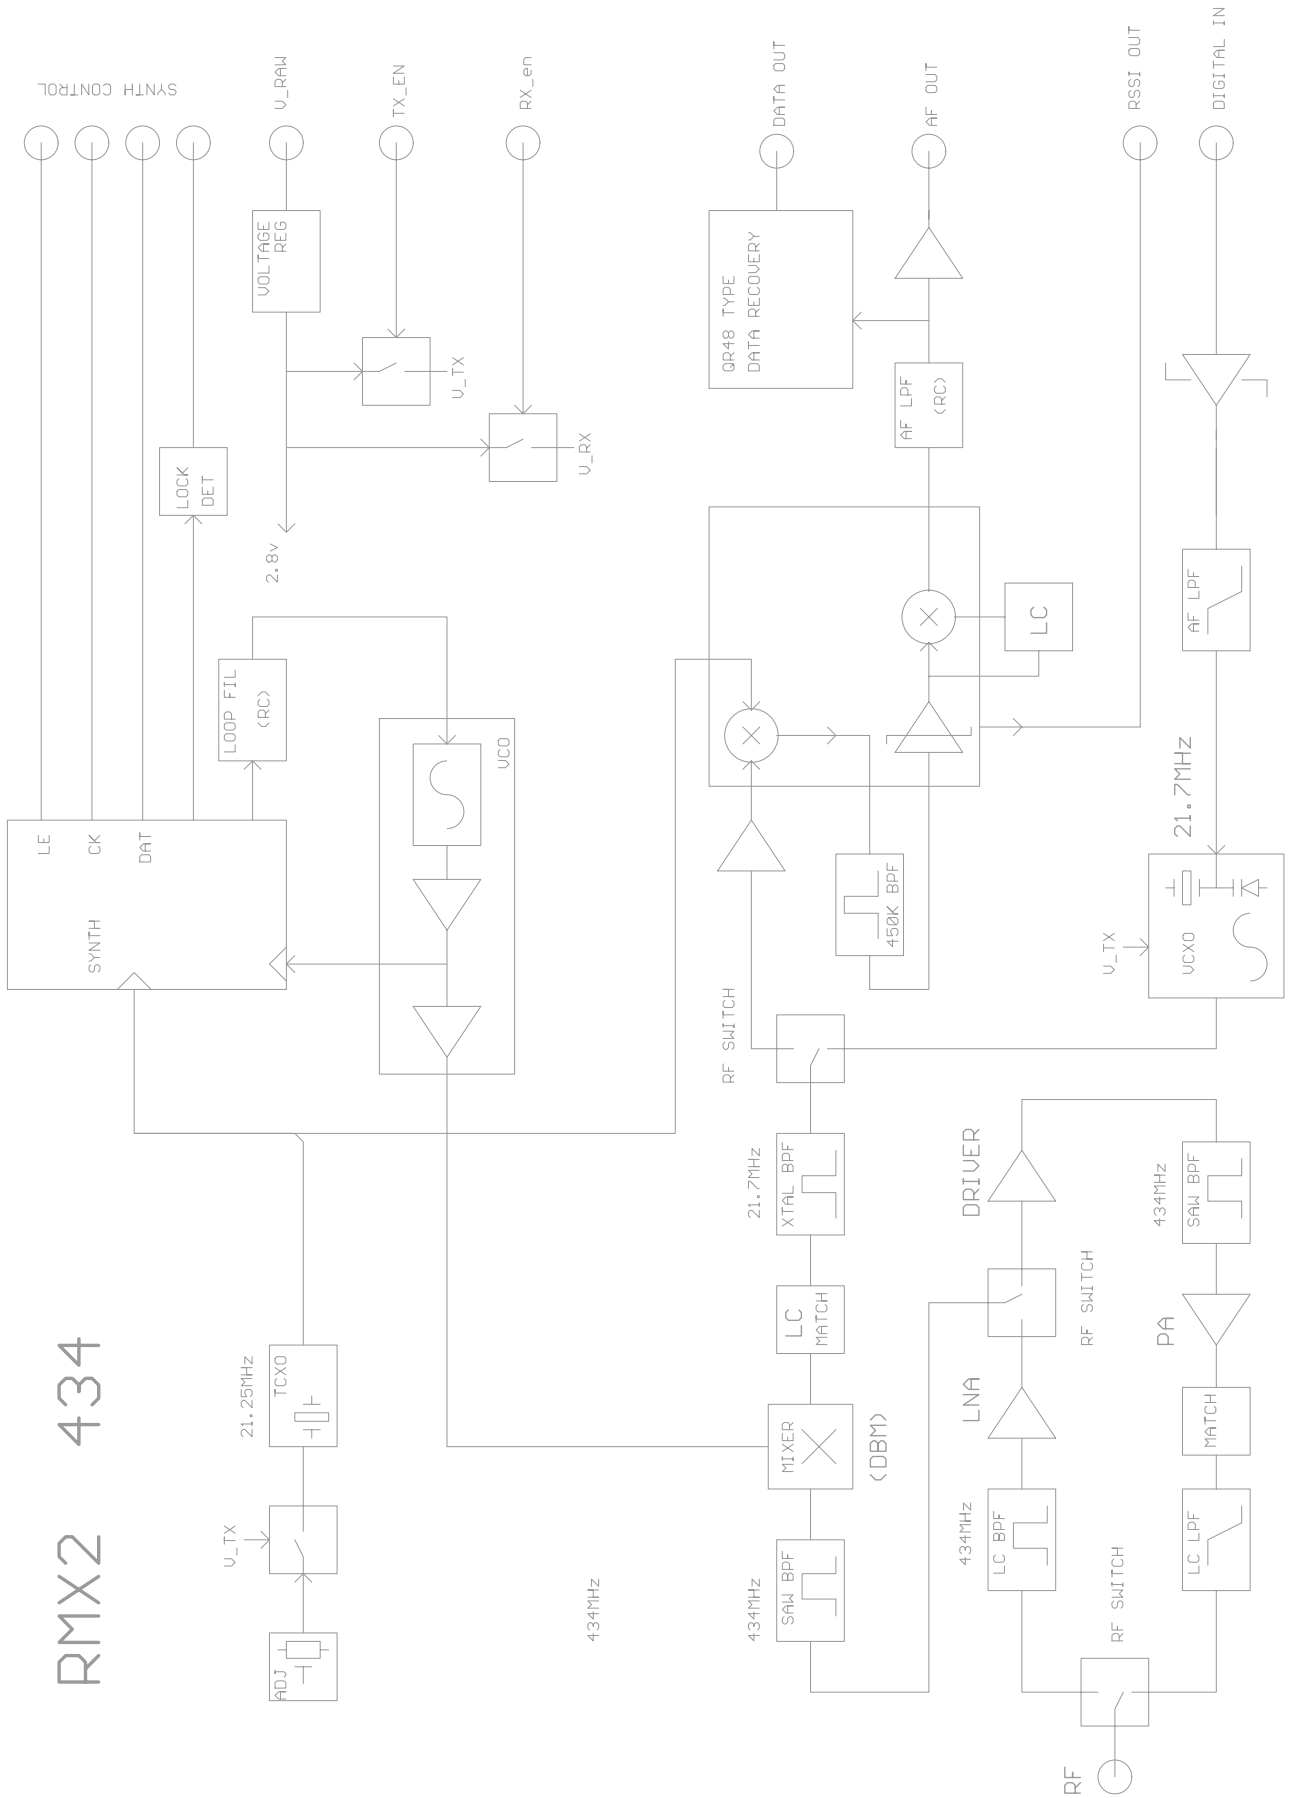 RMX2 434
SYNTH CONTROL
LE
CK
DAT
SYNTH
LOCK
DET
V_RAW
VOLTAGE
REG
2.8v
TX_EN
V_TX
RX_en
V_RX
LOOP FIL
(RC)
VCO
21.25MHz
TCXO
V_TX
ADJ
434MHz
DATA OUT
QR48 TYPE
DATA RECOVERY
AF OUT
AF LPF
(RC)
LC
450K BPF
RF SWITCH
21.7MHz
XTAL BPF
LC
MATCH
MIXER
(DBM)
434MHz
SAW BPF
RSSI OUT
DIGITAL IN
AF LPF
21.7MHz
V_TX
VCXO
DRIVER
RF SWITCH
LNA
434MHz
LC BPF
434MHz
SAW BPF
PA
MATCH
LC LPF
RF SWITCH
RF